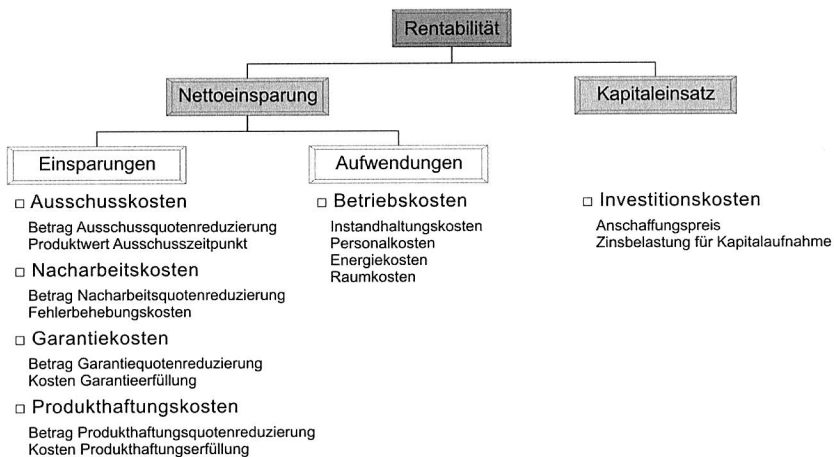 Rentabilität
Nettoeinsparung
Kapitaleinsatz
Einsparungen
Aufwendungen
□ Ausschusskosten
Betrag Ausschussquotenreduzierung
Produktwert Ausschusszeitpunkt
□ Nacharbeitskosten
Betrag Nacharbeitsquotenreduzierung
Fehlerbehebungskosten
□ Garantiekosten
Betrag Garantiequotenreduzierung
Kosten Garantieerfüllung
□ Produkthaftungskosten
Betrag Produkthaftungsquotenreduzierung
Kosten Produkthaftungserfüllung
□ Betriebskosten
Instandhaltungskosten
Personalkosten
Energiekosten
Raumkosten
□ Investitionskosten
Anschaffungspreis
Zinsbelastung für Kapitalaufnahme